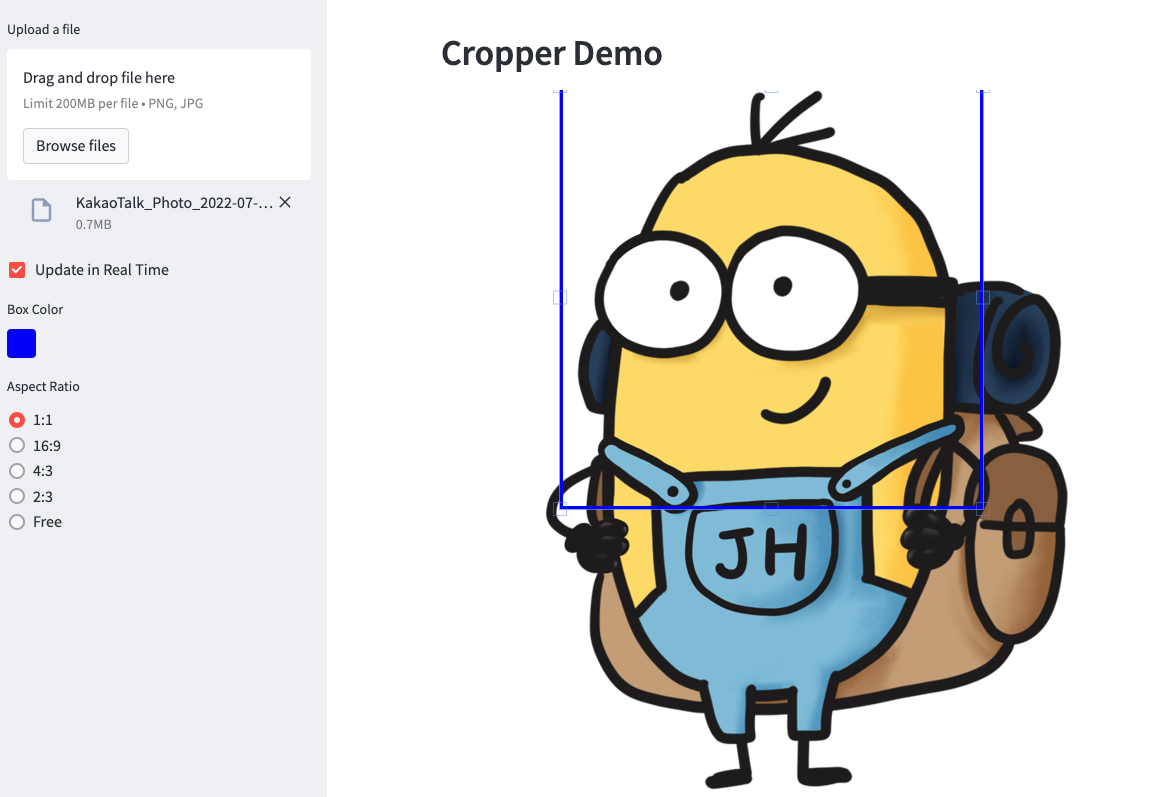 Upload a file
Drag and drop file here
Limit 200MB per file • PNG, JPG
Browse files
KakaoTalk_Photo_2022-07-...
0.7MB
Update in Real Time
Box Color
Aspect Ratio
1:1
16:9
4:3
2:3
Free
Cropper Demo
JH